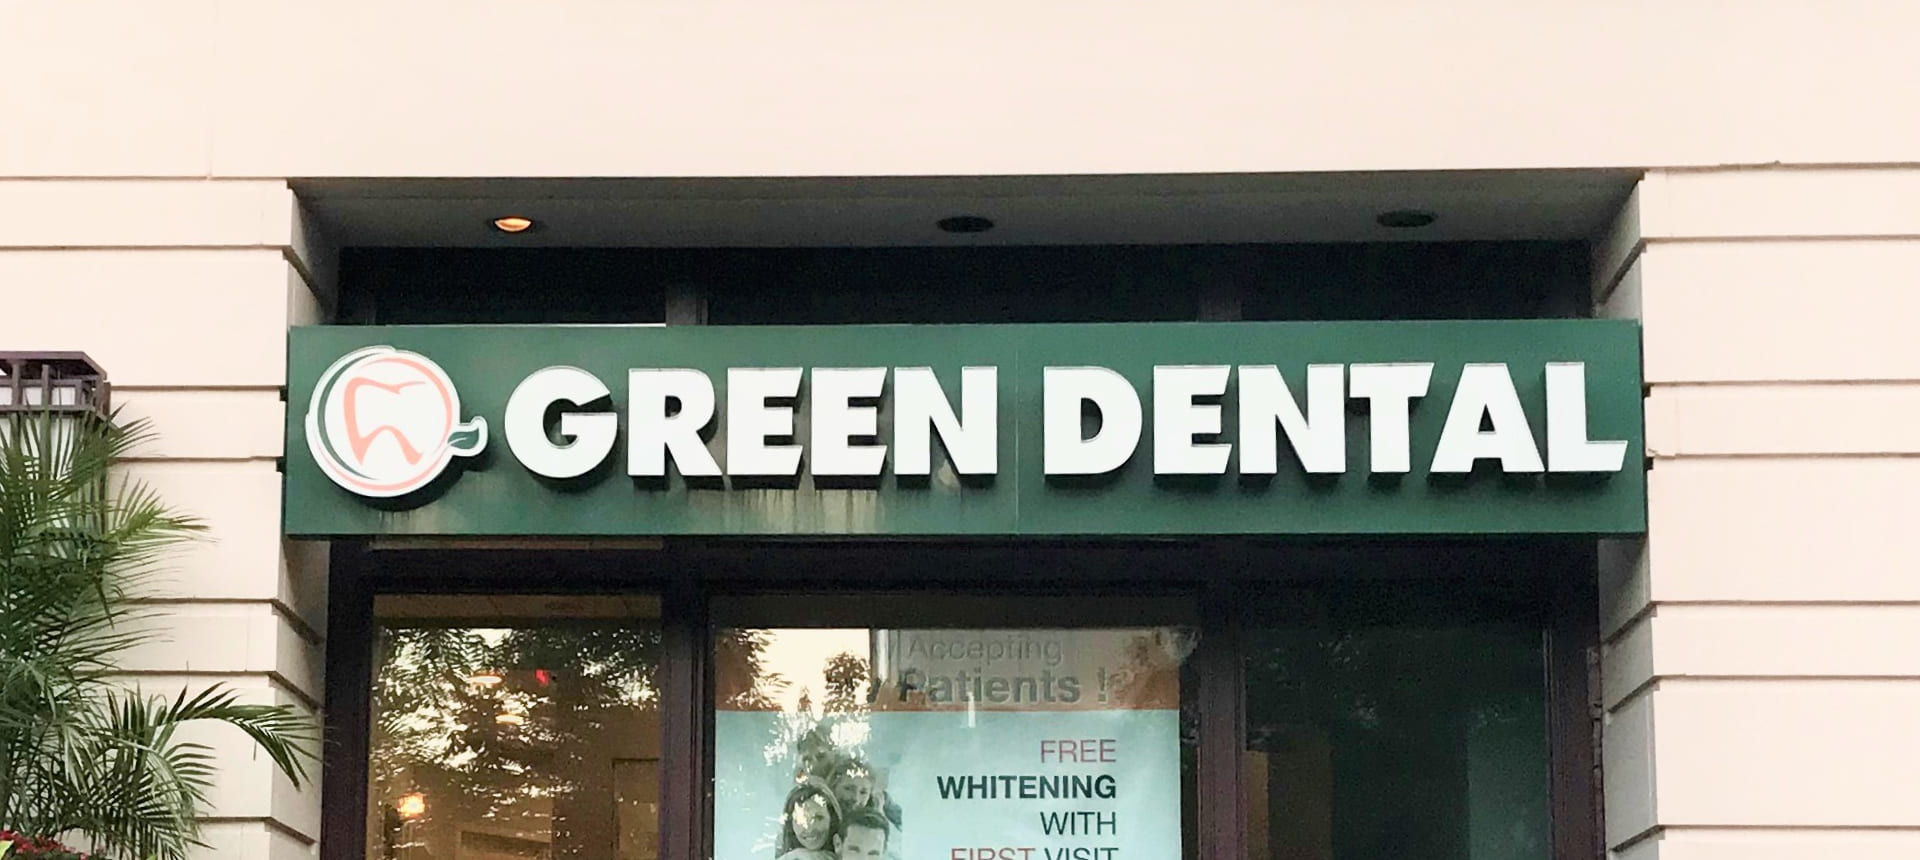 GREEN DENTAL
Accepting
Patients !
FREE
WHITENING
WITH
FIRST VISIT